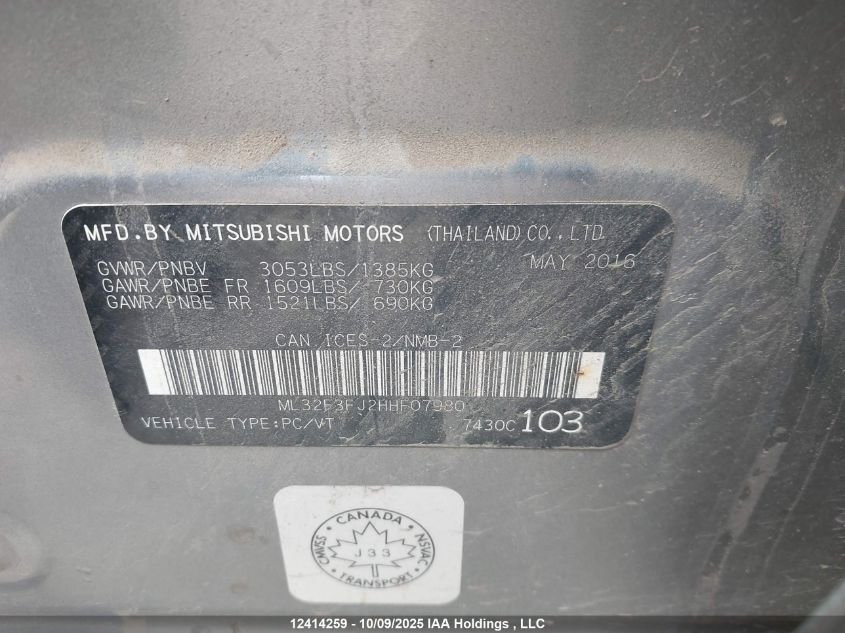 MFD.BY MITSUBISHI MOTORS (THAILAND) CO.,LTD.
GVWR/PNBV 3053LBS/1385KG MAY 2016
GAWR/PNBE FR 1609LBS/ 730KG
GAWR/PNBE RR 1521LBS/ 690KG
CAN ICES-2/NMB-2
ML32F3FJ2HHF07980
VEHICLE TYPE:PC/VT 7430C 103
CANADA
CMVSS J33 NSVAC
TRANSPORT
12414259 - 10/09/2025 IAA Holdings , LLC